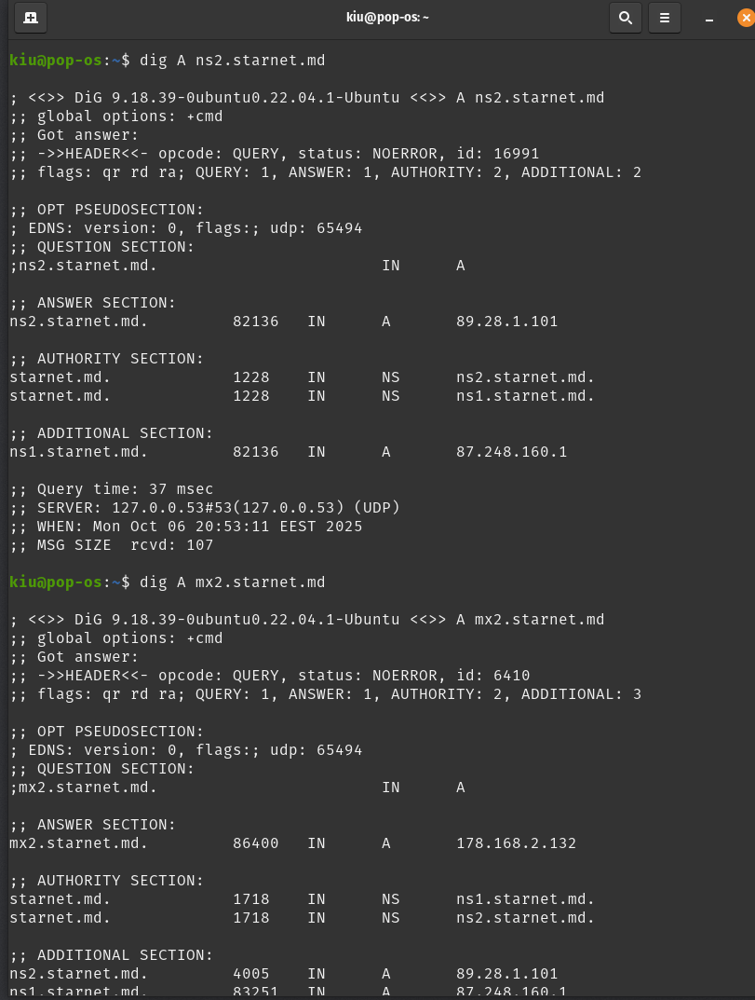 kiu@pop-os: ~
kiu@pop-os:~$ dig A ns2.starnet.md
; <<>> DiG 9.18.39-0ubuntu0.22.04.1-Ubuntu <<>> A ns2.starnet.md
;; global options: +cmd
;; Got answer:
;; ->>HEADER<<- opcode: QUERY, status: NOERROR, id: 16991
;; flags: qr rd ra; QUERY: 1, ANSWER: 1, AUTHORITY: 2, ADDITIONAL: 2
;; OPT PSEUDOSECTION:
; EDNS: version: 0, flags:; udp: 65494
;; QUESTION SECTION:
;ns2.starnet.md. IN A
;; ANSWER SECTION:
ns2.starnet.md. 82136 IN A 89.28.1.101
;; AUTHORITY SECTION:
starnet.md. 1228 IN NS ns2.starnet.md.
starnet.md. 1228 IN NS ns1.starnet.md.
;; ADDITIONAL SECTION:
ns1.starnet.md. 82136 IN A 87.248.160.1
;; Query time: 37 msec
;; SERVER: 127.0.0.53#53(127.0.0.53) (UDP)
;; WHEN: Mon Oct 06 20:53:11 EEST 2025
;; MSG SIZE  rcvd: 107
kiu@pop-os:~$ dig A mx2.starnet.md
; <<>> DiG 9.18.39-0ubuntu0.22.04.1-Ubuntu <<>> A mx2.starnet.md
;; global options: +cmd
;; Got answer:
;; ->>HEADER<<- opcode: QUERY, status: NOERROR, id: 6410
;; flags: qr rd ra; QUERY: 1, ANSWER: 1, AUTHORITY: 2, ADDITIONAL: 3
;; OPT PSEUDOSECTION:
; EDNS: version: 0, flags:; udp: 65494
;; QUESTION SECTION:
;mx2.starnet.md. IN A
;; ANSWER SECTION:
mx2.starnet.md. 86400 IN A 178.168.2.132
;; AUTHORITY SECTION:
starnet.md. 1718 IN NS ns1.starnet.md.
starnet.md. 1718 IN NS ns2.starnet.md.
;; ADDITIONAL SECTION:
ns2.starnet.md. 4005 IN A 89.28.1.101
ns1.starnet.md. 83251 IN A 87.248.160.1